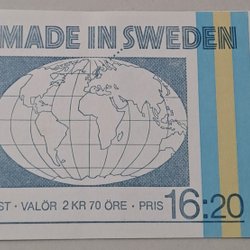 MADE IN SWEDEN
ST · VALÖR 2 KR 70 ÖRE · PRIS 16:20